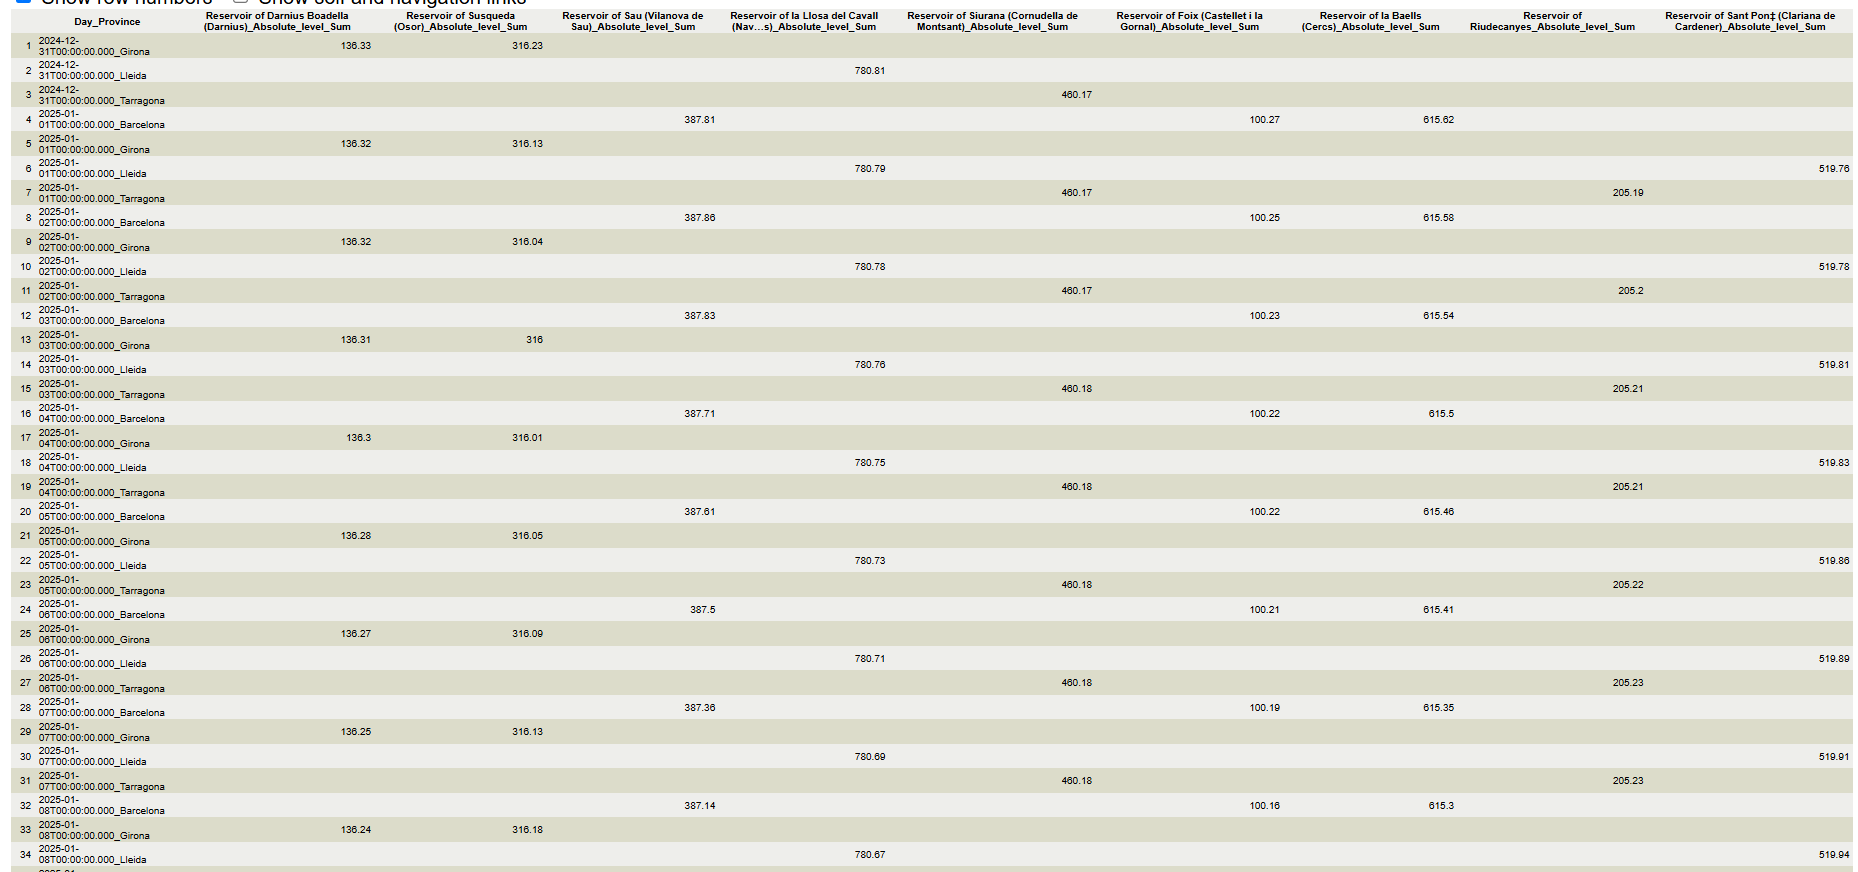 Show row numbers Show self and navigation links
Day_Province Reservoir of Darnius Boadella (Darnius)_Absolute_level_Sum Reservoir of Susqueda (Osor)_Absolute_level_Sum Reservoir of Sau (Vilanova de Sau)_Absolute_level_Sum Reservoir of la Llosa del Cavall (Nav...s)_Absolute_level_Sum Reservoir of Siurana (Cornudella de Montsant)_Absolute_level_Sum Reservoir of Foix (Castellet i la Gornal)_Absolute_level_Sum Reservoir of la Baells (Cercs)_Absolute_level_Sum Reservoir of Riudecanyes_Absolute_level_Sum Reservoir of Sant Pon‡ (Clariana de Cardener)_Absolute_level_Sum
1 2024-12-31T00:00:00.000_Girona 136.33 316.23
2 2024-12-31T00:00:00.000_Lleida 780.81
3 2024-12-31T00:00:00.000_Tarragona 460.17
4 2025-01-01T00:00:00.000_Barcelona 387.81 100.27 615.62
5 2025-01-01T00:00:00.000_Girona 136.32 316.13
6 2025-01-01T00:00:00.000_Lleida 780.79 519.76
7 2025-01-01T00:00:00.000_Tarragona 460.17 205.19
8 2025-01-02T00:00:00.000_Barcelona 387.86 100.25 615.58
9 2025-01-02T00:00:00.000_Girona 136.32 316.04
10 2025-01-02T00:00:00.000_Lleida 780.78 519.78
11 2025-01-02T00:00:00.000_Tarragona 460.17 205.2
12 2025-01-03T00:00:00.000_Barcelona 387.83 100.23 615.54
13 2025-01-03T00:00:00.000_Girona 136.31 316
14 2025-01-03T00:00:00.000_Lleida 780.76 519.81
15 2025-01-03T00:00:00.000_Tarragona 460.18 205.21
16 2025-01-04T00:00:00.000_Barcelona 387.71 100.22 615.5
17 2025-01-04T00:00:00.000_Girona 136.3 316.01
18 2025-01-04T00:00:00.000_Lleida 780.75 519.83
19 2025-01-04T00:00:00.000_Tarragona 460.18 205.21
20 2025-01-05T00:00:00.000_Barcelona 387.61 100.22 615.46
21 2025-01-05T00:00:00.000_Girona 136.28 316.05
22 2025-01-05T00:00:00.000_Lleida 780.73 519.86
23 2025-01-05T00:00:00.000_Tarragona 460.18 205.22
24 2025-01-06T00:00:00.000_Barcelona 387.5 100.21 615.41
25 2025-01-06T00:00:00.000_Girona 136.27 316.09
26 2025-01-06T00:00:00.000_Lleida 780.71 519.89
27 2025-01-06T00:00:00.000_Tarragona 460.18 205.23
28 2025-01-07T00:00:00.000_Barcelona 387.36 100.19 615.35
29 2025-01-07T00:00:00.000_Girona 136.25 316.13
30 2025-01-07T00:00:00.000_Lleida 780.69 519.91
31 2025-01-07T00:00:00.000_Tarragona 460.18 205.23
32 2025-01-08T00:00:00.000_Barcelona 387.14 100.16 615.3
33 2025-01-08T00:00:00.000_Girona 136.24 316.18
34 2025-01-08T00:00:00.000_Lleida 780.67 519.94